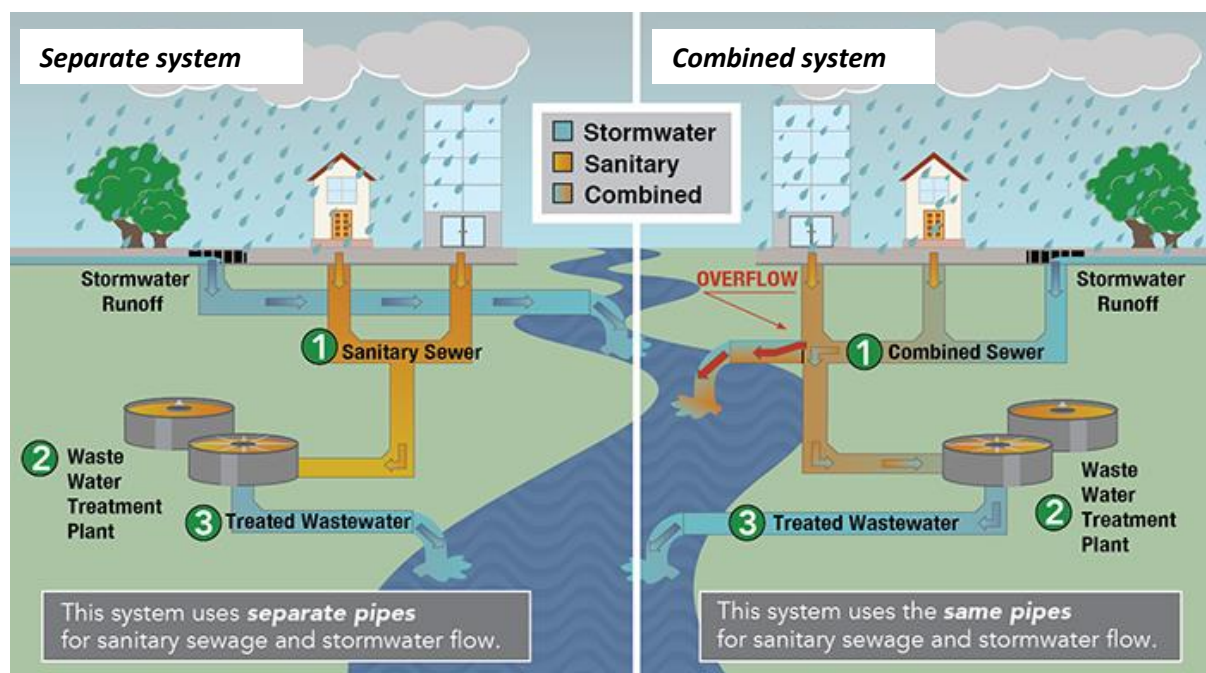 Separate system
Combined system
Stormwater
Sanitary
Combined
Stormwater
Runoff
1
Sanitary Sewer
2
Waste
Water
Treatment
Plant
3
Treated Wastewater
This system uses separate pipes
for sanitary sewage and stormwater flow.
OVERFLOW
Stormwater
Runoff
1
Combined Sewer
Waste
Water
2
Treatment
Plant
3
Treated Wastewater
This system uses the same pipes
for sanitary sewage and stormwater flow.